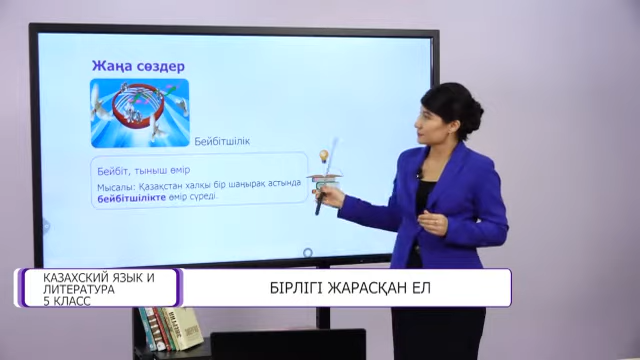 Жаңа сөздер
Бейбітшілік
Бейбіт, тыныш өмір
Мысалы: Қазақстан халқы бір шаңырақ астында
бейбітшілікте өмір сүреді.
КАЗАХСКИЙ ЯЗЫК И
ЛИТЕРАТУРА
5 КЛАСС
БІРЛІГІ ЖАРАСҚАН ЕЛ